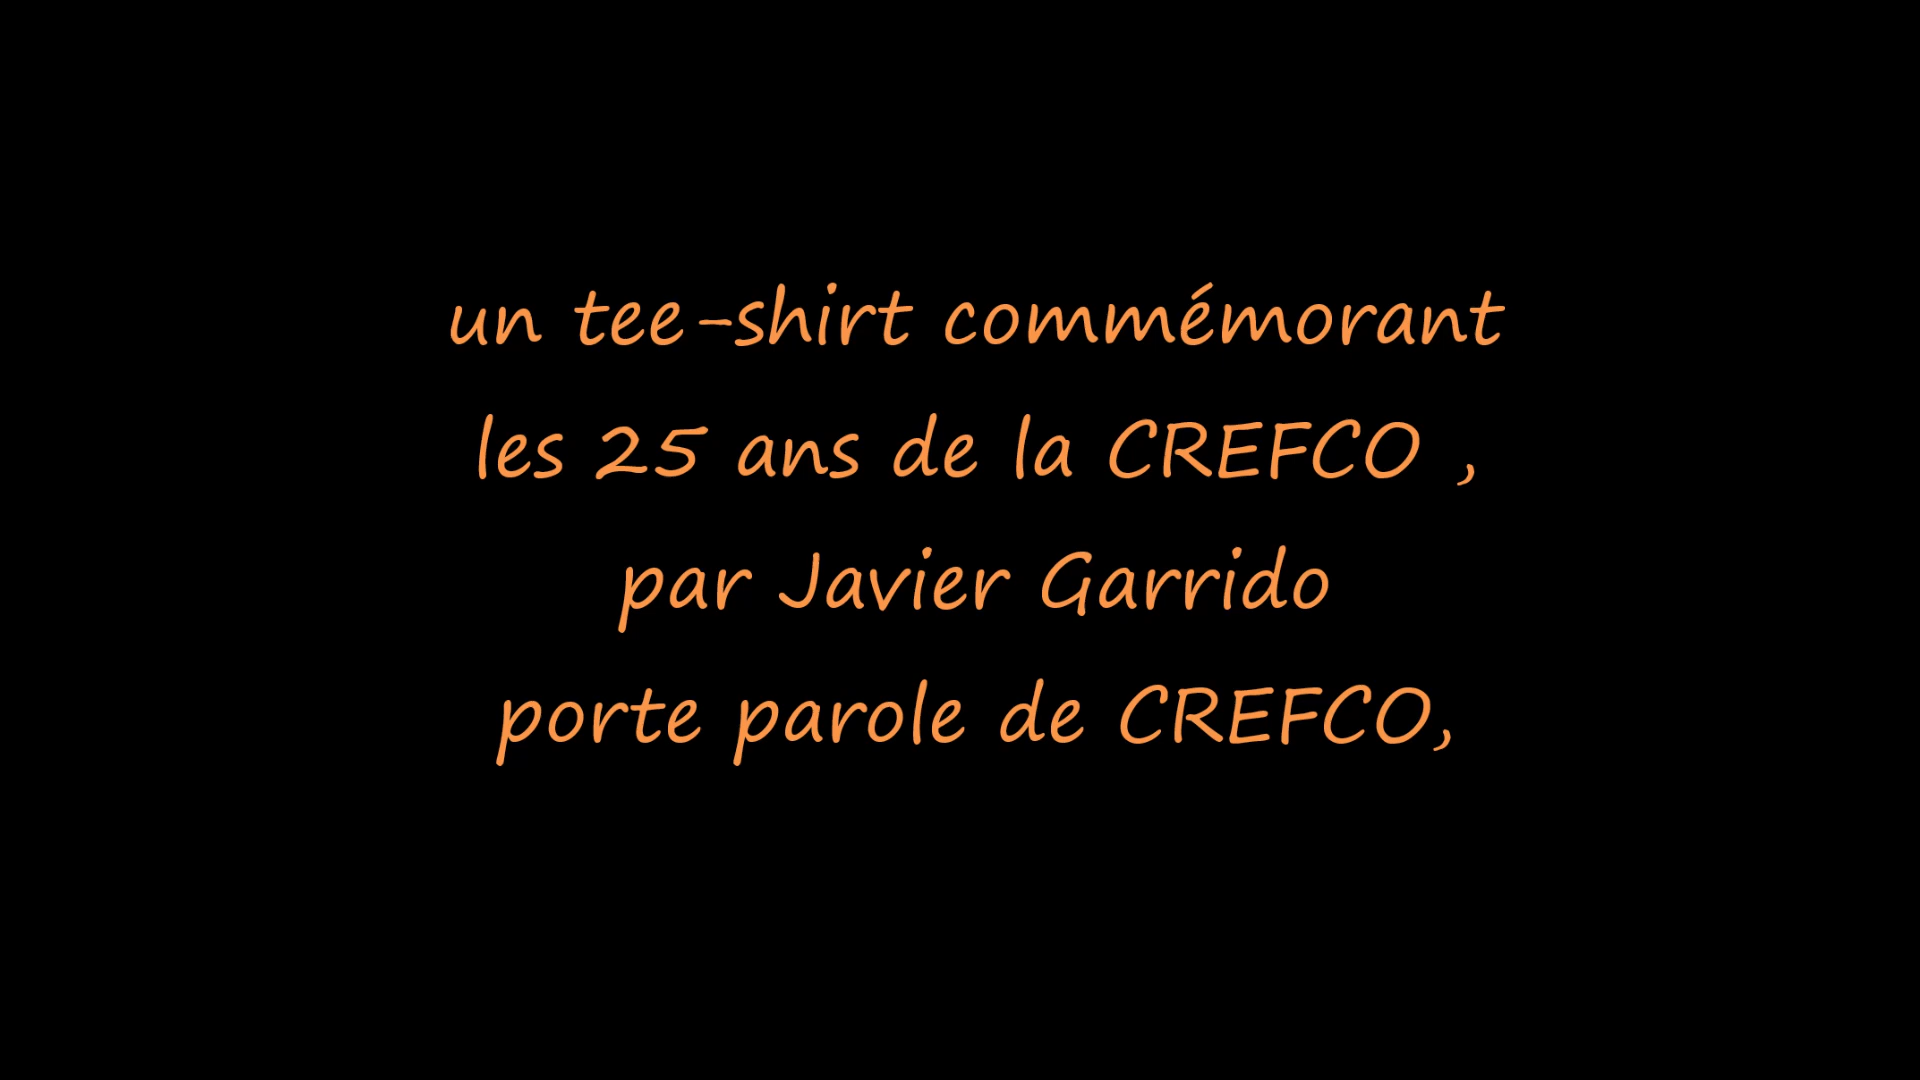 un tee-shirt commémorant
les 25 ans de la CREFCO ,
par Javier Garrido
porte parole de CREFCO,